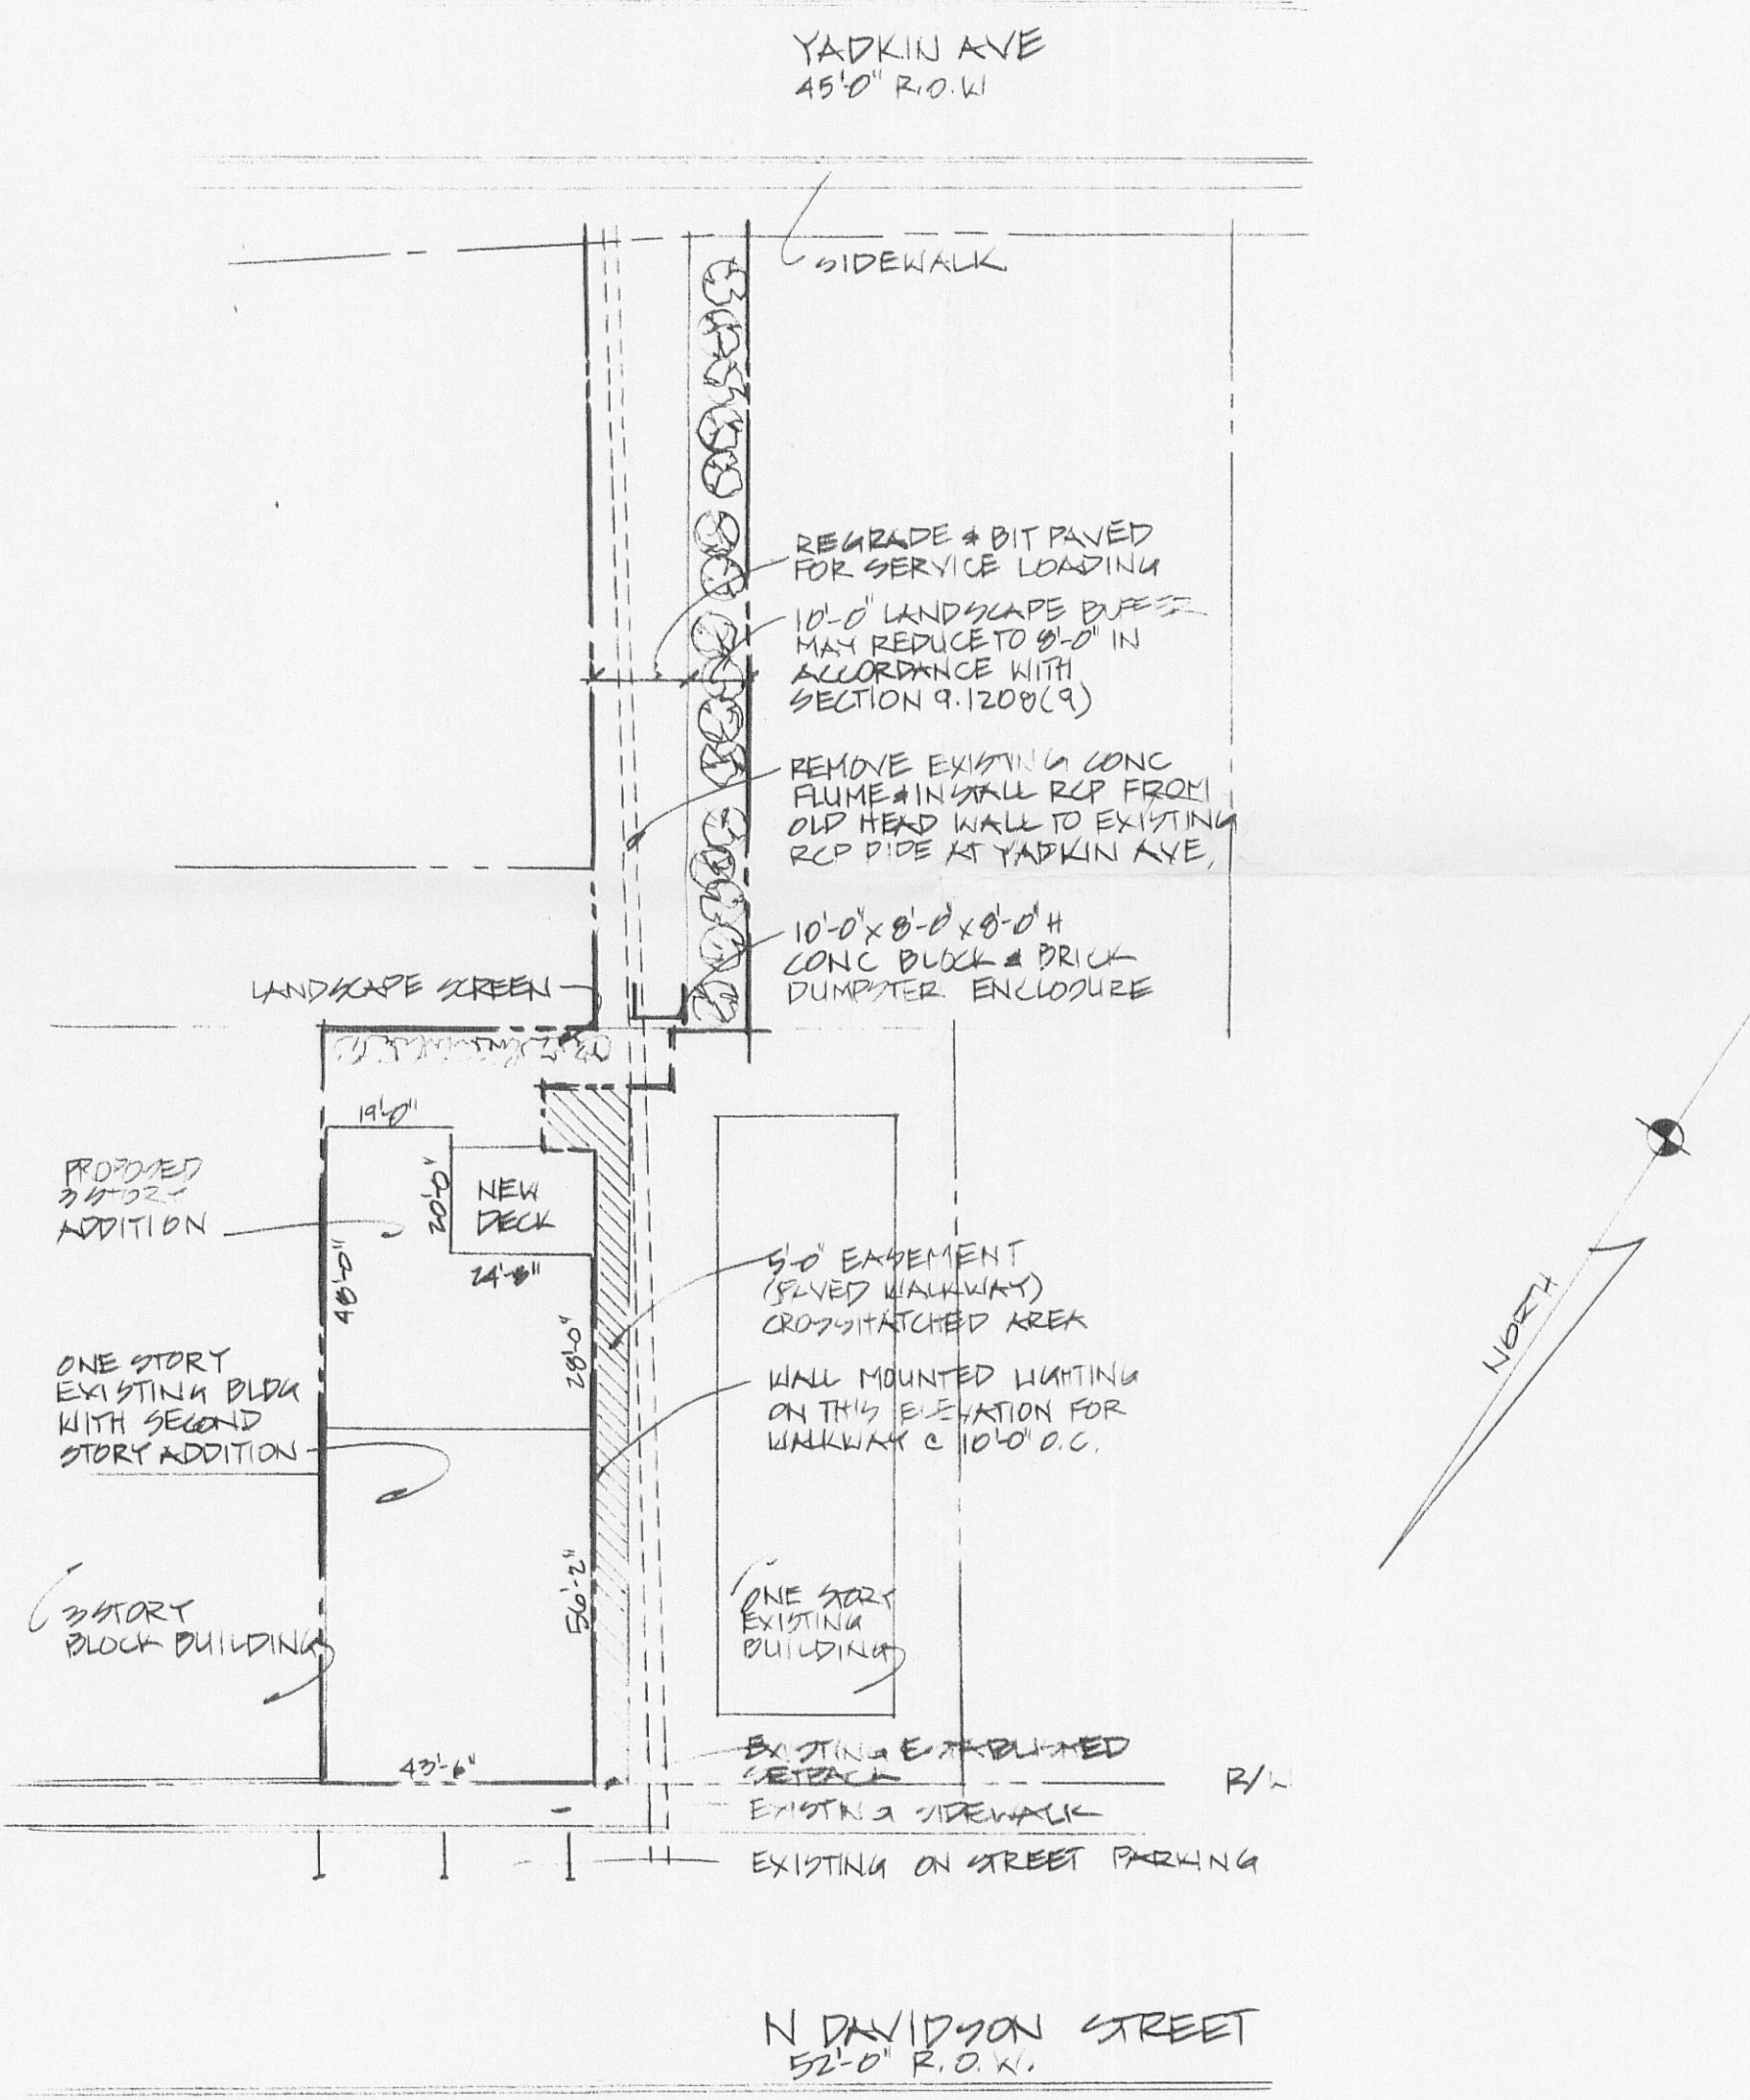 YADKIN AVE
45'-0" R.O.W
SIDEWALK
REGRADE & BIT PAVED
FOR SERVICE LOADING
10'-0" LANDSCAPE BUFFER
MAY REDUCE TO 8'-0" IN
ACCORDANCE WITH
SECTION 9.1208(9)
REMOVE EXISTING CONC
FLUME & INSTALL RCP FROM
OLD HEAD WALL TO EXISTING
RCP PIPE AT YADKIN AVE.
10'-0" x 8'-0" x 8'-0" H
CONC BLOCK & BRICK
DUMPSTER ENCLOSURE
LANDSCAPE SCREEN
19'-0"
PROPOSED
3 STORY
ADDITION
20'-0"
NEW
DECK
24'-6"
48'-0"
28'-0"
5'-0" EASEMENT
(PAVED WALKWAY)
CROSSHATCHED AREA
NORTH
ONE STORY
EXISTING BLDG
WITH SECOND
STORY ADDITION
WALL MOUNTED LIGHTING
ON THIS ELEVATION FOR
WALKWAY @ 10'-0" O.C.
56'-2"
3 STORY
BLOCK BUILDING
ONE STORY
EXISTING
BUILDING
43'-6"
EXISTING ESTABLISHED
SETBACK
R/W
EXISTING SIDEWALK
EXISTING ON STREET PARKING
N DAVIDSON STREET
52'-0" R.O.W.